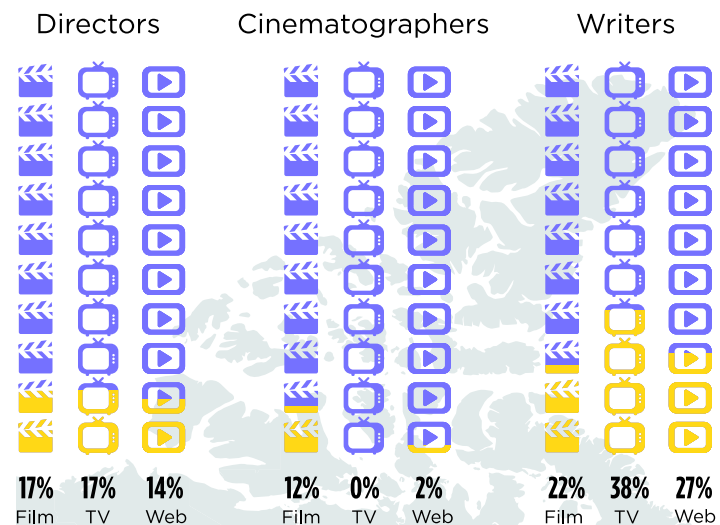 Directors Cinematographers Writers
17% 17% 14% 12% 0% 2% 22% 38% 27%
Film TV Web Film TV Web Film TV Web